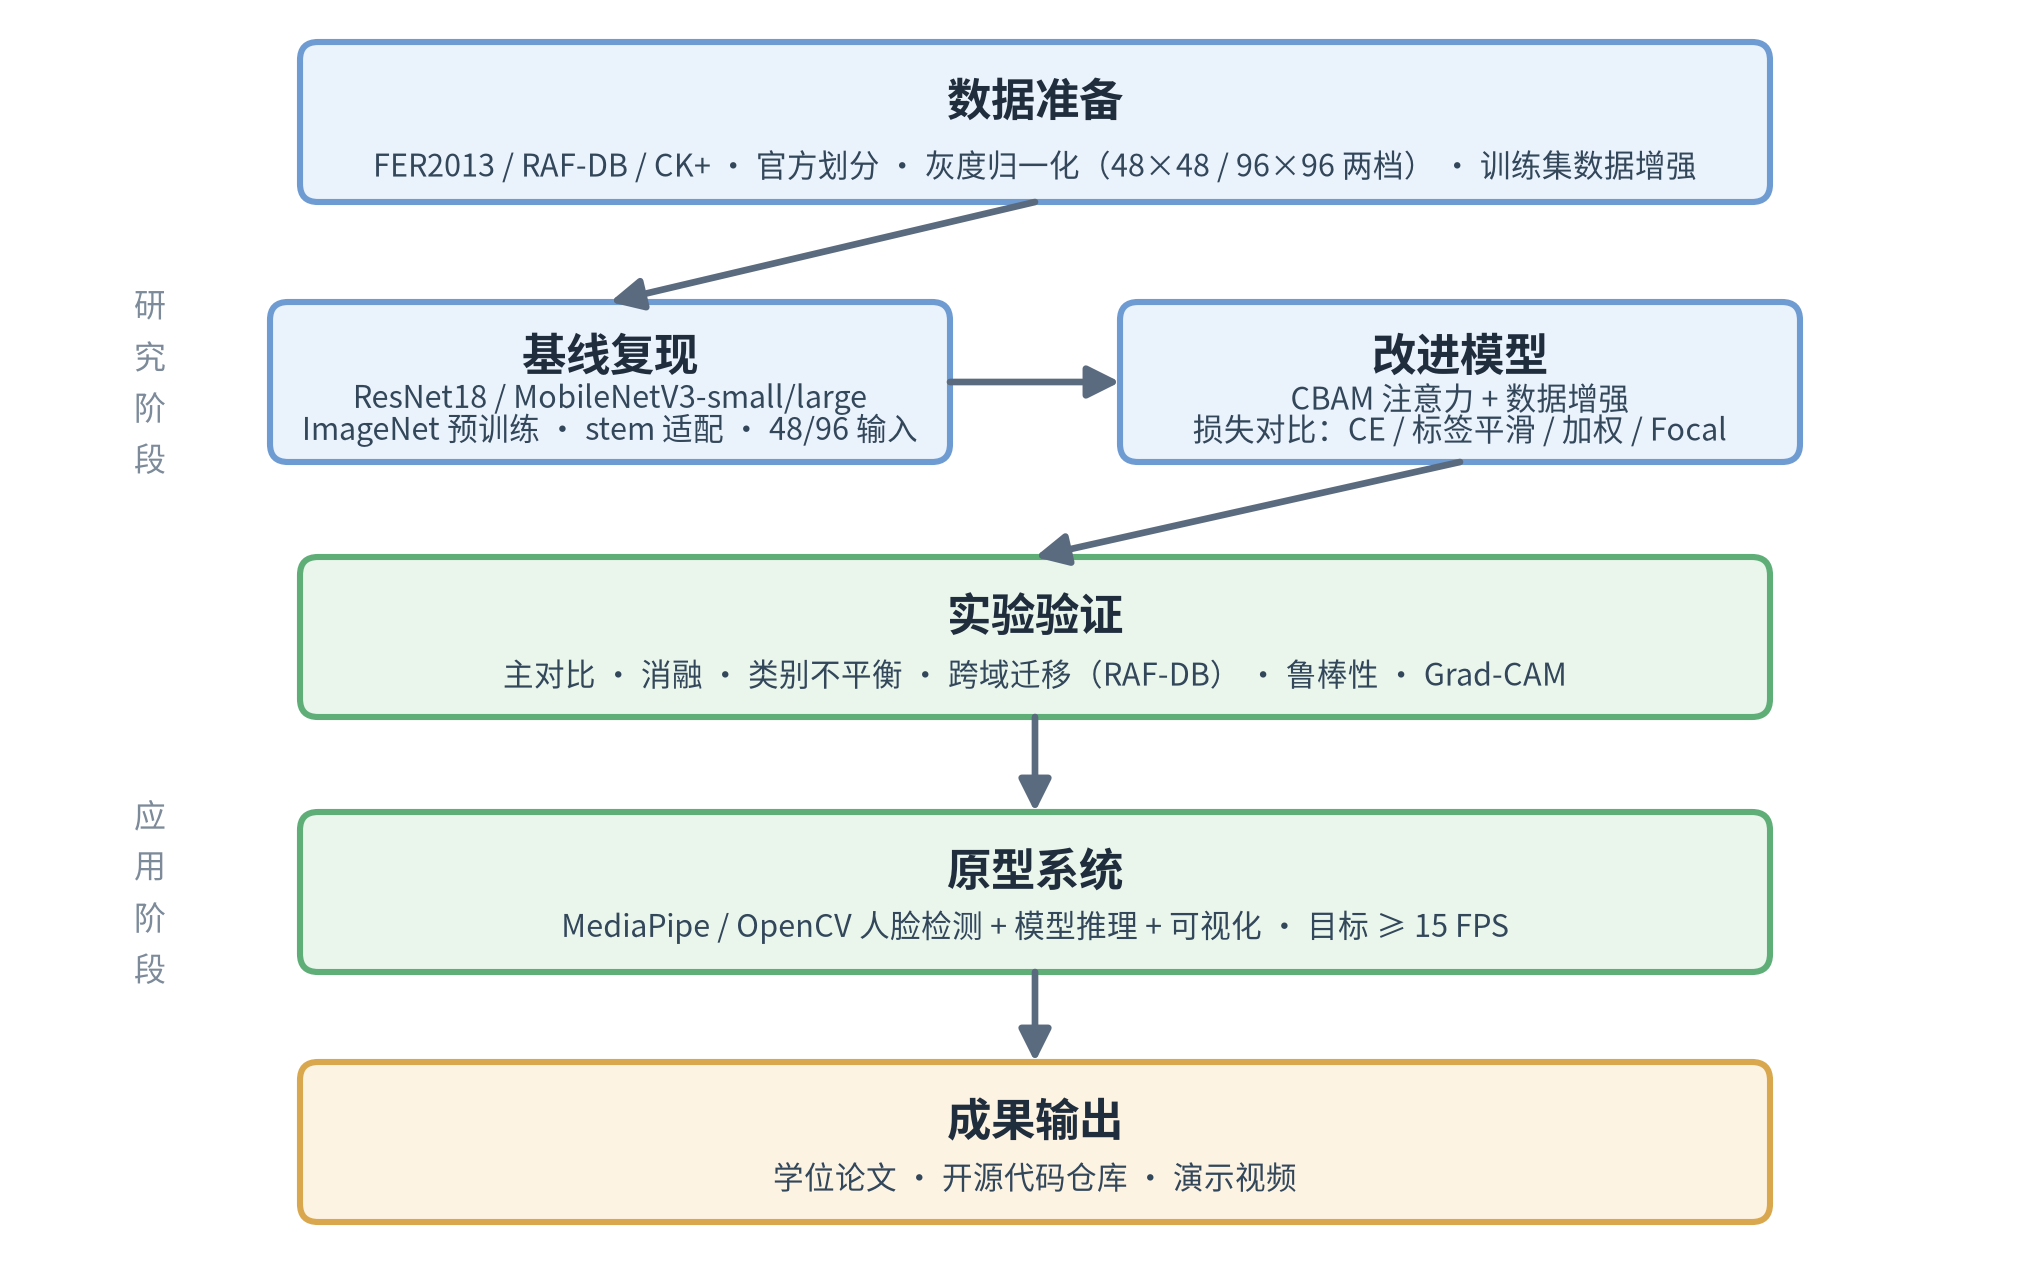 数据准备
FER2013 / RAF-DB / CK+ · 官方划分 · 灰度归一化（48×48 / 96×96 两档） · 训练集数据增强
研究阶段
基线复现
ResNet18 / MobileNetV3-small/large
ImageNet 预训练 · stem 适配 · 48/96 输入
改进模型
CBAM 注意力 + 数据增强
损失对比：CE / 标签平滑 / 加权 / Focal
实验验证
主对比 · 消融 · 类别不平衡 · 跨域迁移（RAF-DB） · 鲁棒性 · Grad-CAM
应用阶段
原型系统
MediaPipe / OpenCV 人脸检测 + 模型推理 + 可视化 · 目标 ⩾ 15 FPS
成果输出
学位论文 · 开源代码仓库 · 演示视频